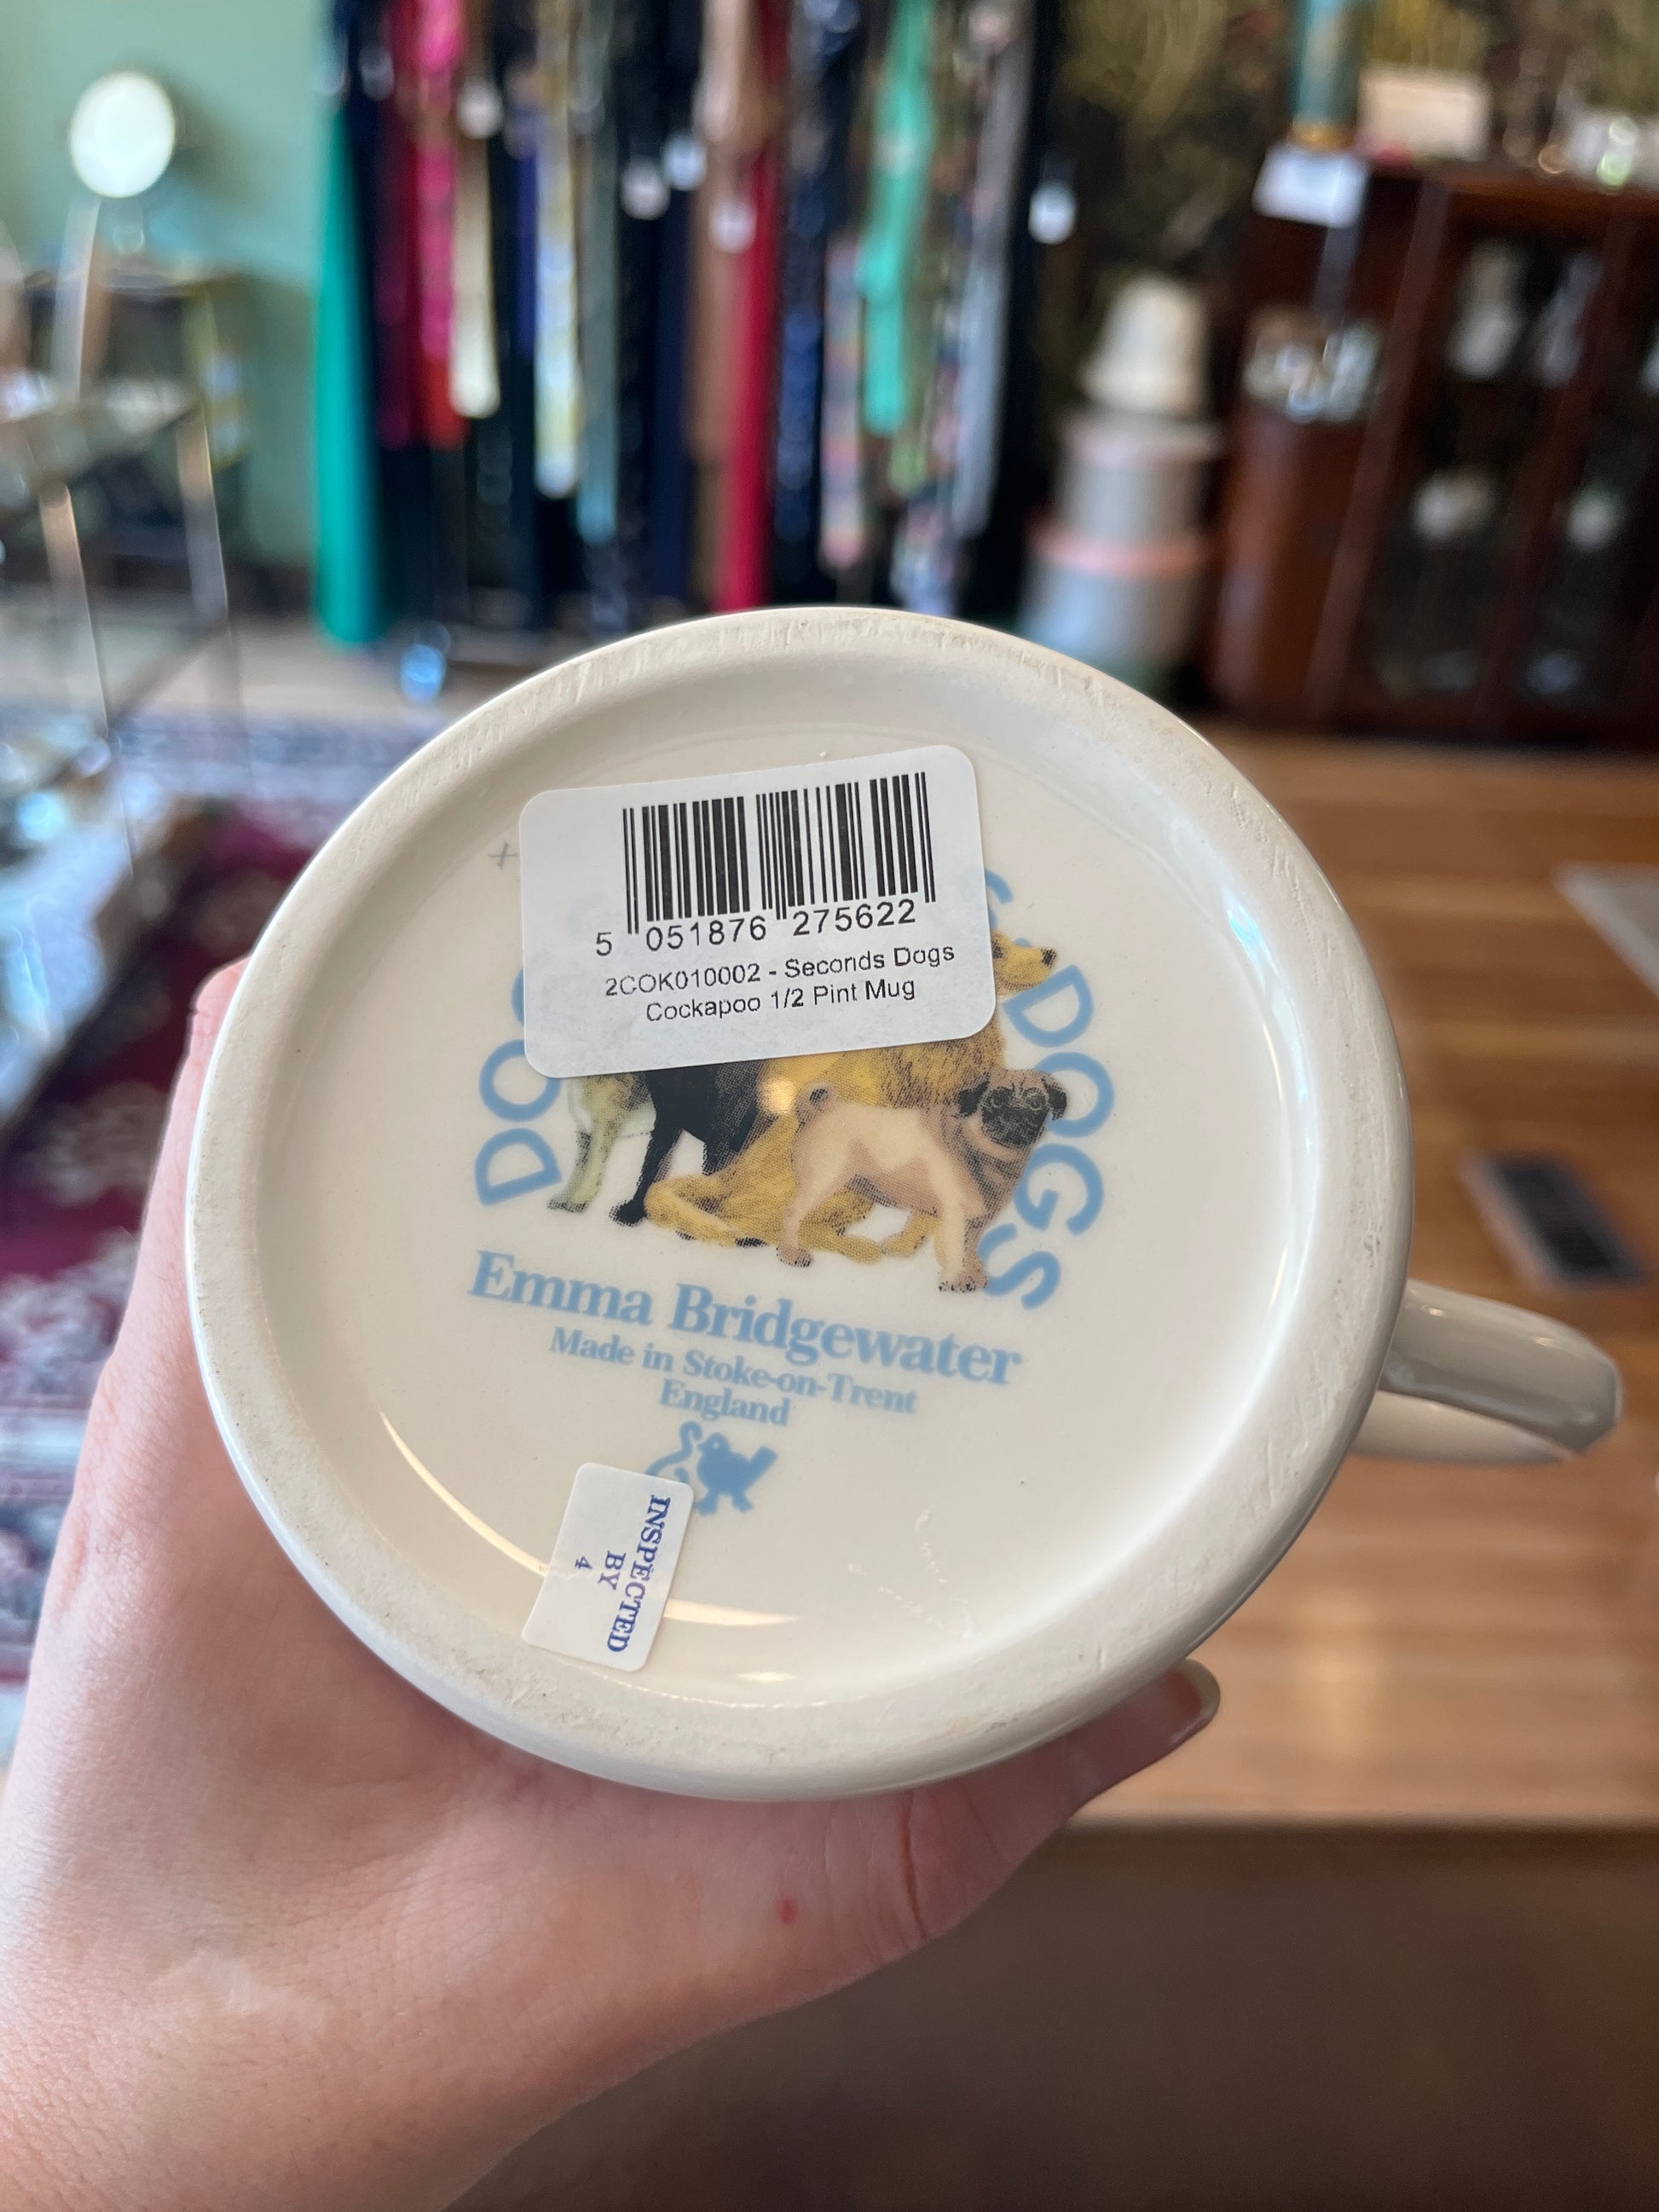 5 051876 275622
2COK010002 - Seconds Dogs
Cockapoo 1/2 Pint Mug
DOGS
Emma Bridgewater
Made in Stoke-on-Trent
England
INSPECTED
BY
4